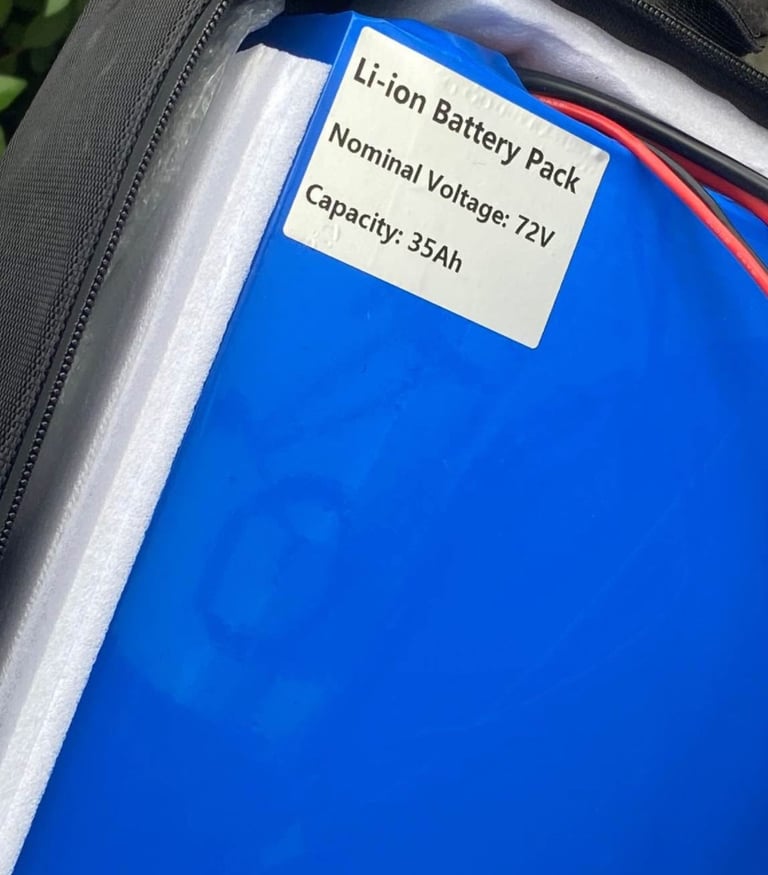 Li-ion Battery Pack
Nominal Voltage: 72V
Capacity: 35Ah